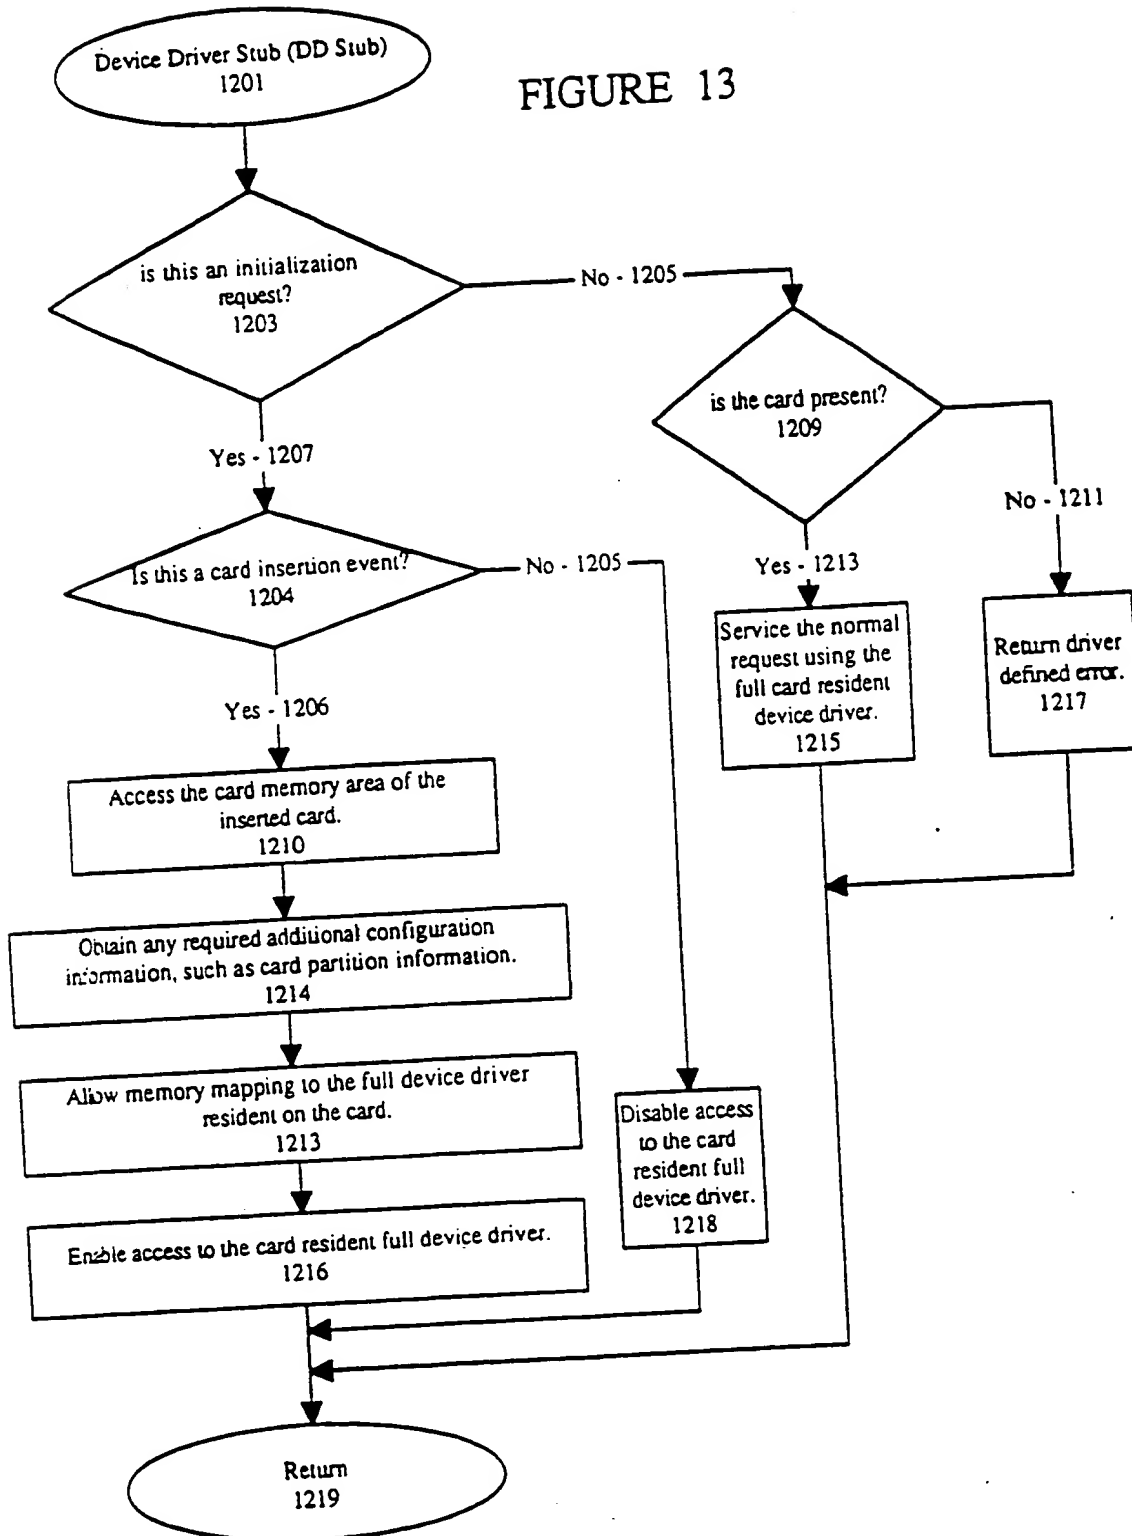 Device Driver Stub (DD Stub)
1201
FIGURE 13
is this an initialization
request?
1203
No - 1205
is the card present?
1209
Yes - 1207
No - 1211
Is this a card insertion event?
1204
No - 1205
Yes - 1213
Service the normal
request using the
full card resident
device driver.
1215
Return driver
defined error.
1217
Yes - 1206
Access the card memory area of the
inserted card.
1210
Obtain any required additional configuration
information, such as card partition information.
1214
Allow memory mapping to the full device driver
resident on the card.
1213
Disable access
to the card
resident full
device driver.
1218
Enable access to the card resident full device driver.
1216
Return
1219